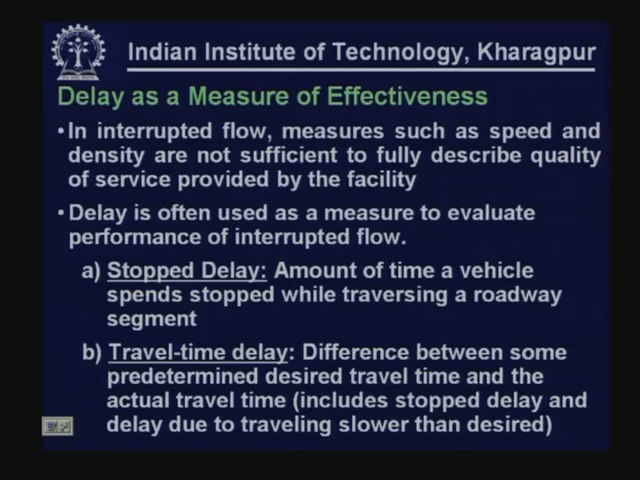 Indian Institute of Technology, Kharagpur
Delay as a Measure of Effectiveness
•In interrupted flow, measures such as speed and
density are not sufficient to fully describe quality
of service provided by the facility
•Delay is often used as a measure to evaluate
performance of interrupted flow.
a) Stopped Delay: Amount of time a vehicle
spends stopped while traversing a roadway
segment
b) Travel-time delay: Difference between some
predetermined desired travel time and the
actual travel time (includes stopped delay and
delay due to traveling slower than desired)